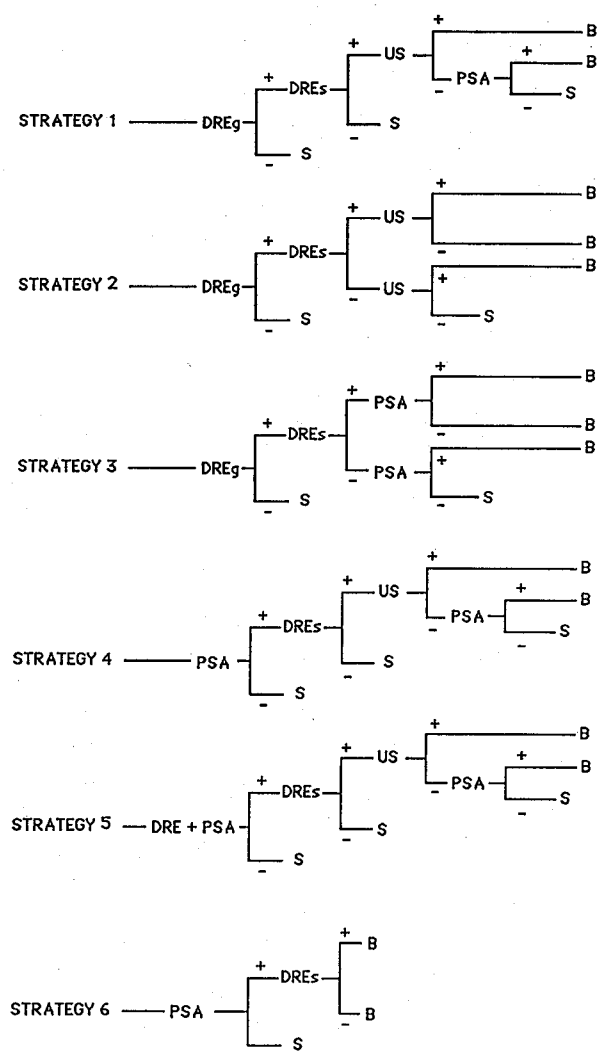 + B
+ US + B
+ DREs - PSA S
STRATEGY 1 DREg - S -
- S
+ B
+ US
+ DREs - B
STRATEGY 2 DREg - US + B
- S - S
+ B
+ PSA
+ DREs - B
STRATEGY 3 DREg - PSA + B
- S - S
+ B
+ US + B
+ DREs - PSA S
STRATEGY 4 PSA - S -
- S
+ B
+ US + B
+ DREs - PSA S
STRATEGY 5 DRE + PSA - S -
- S
+ B
+ DREs
STRATEGY 6 PSA - B
- S